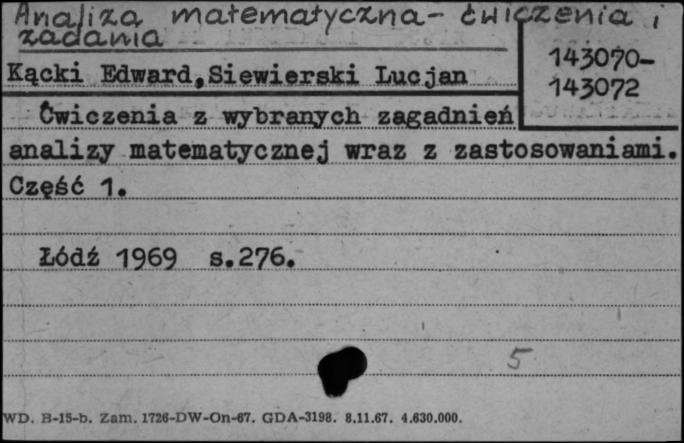 Analiza matematyczna - ćwiczenia i
zadania
143070-
143072
Kącki Edward, Siewierski Lucjan
Ćwiczenia z wybranych zagadnień
analizy matematycznej wraz z zastosowaniami.
Część 1.
Łódź 1969 s.276.
5
WD. B-15-b. Zam. 1726-DW-On-67. GDA-3198. 8.11.67. 4.630.000.